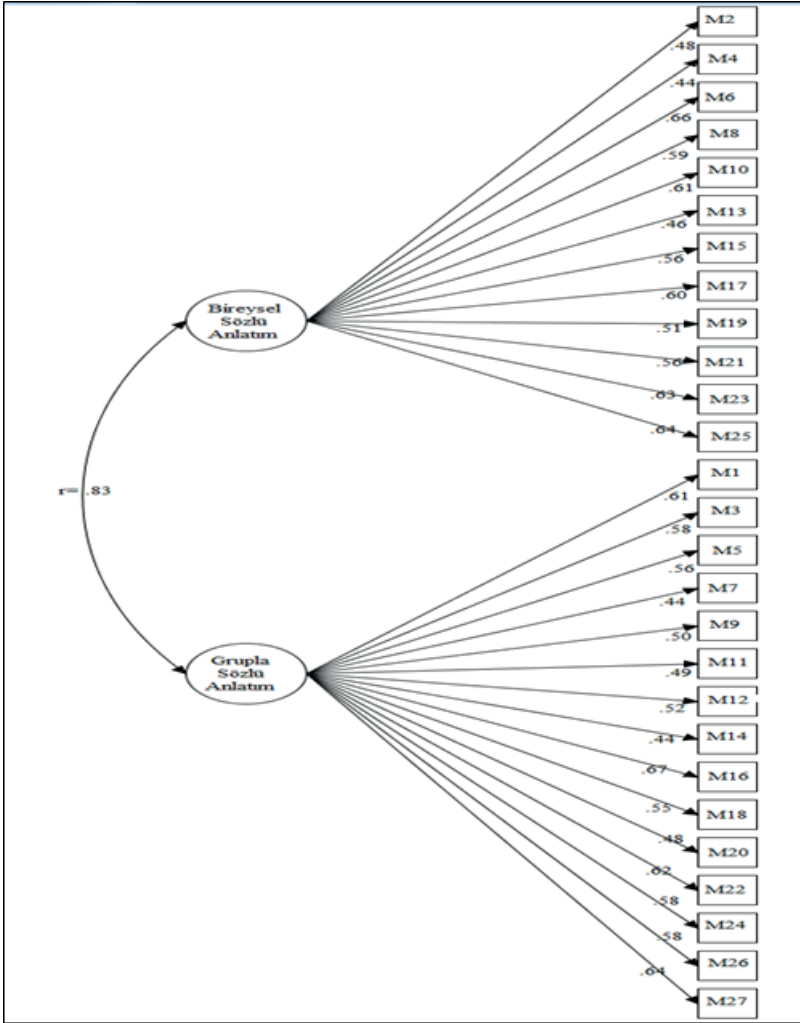 M2
.48
M4
.44
M6
.66
M8
.59
M10
.61
M13
.46
M15
.56
M17
.60
M19
.51
M21
.56
M23
.63
M25
.64
Bireysel
Sözlü
Anlatım
r= .83
M1
.61
M3
.58
M5
.56
M7
.44
M9
.50
M11
.49
M12
.52
M14
.44
M16
.67
M18
.55
M20
.48
M22
.62
M24
.58
M26
.58
M27
.64
Grupla
Sözlü
Anlatım